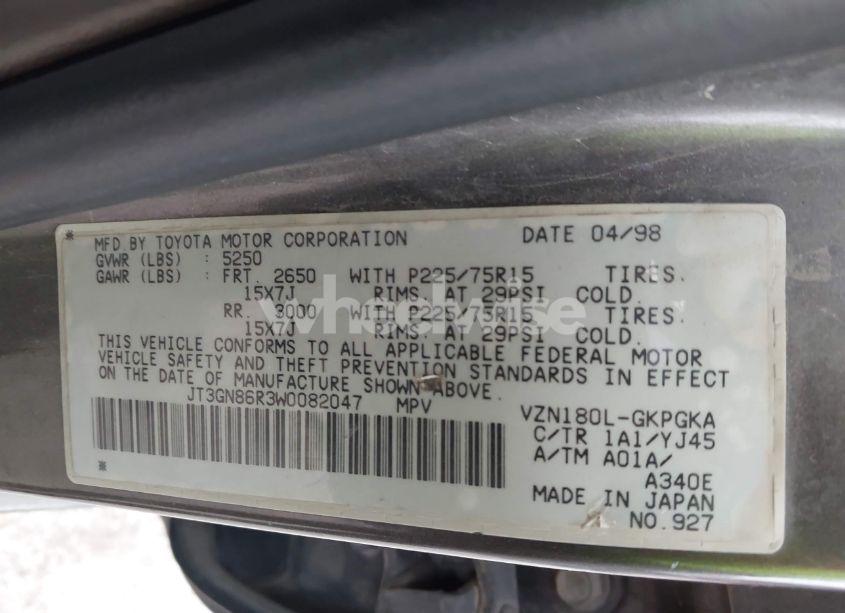 MFD BY TOYOTA MOTOR CORPORATION DATE 04/98
GVWR (LBS) : 5250
GAWR (LBS) : FRT. 2650 WITH P225/75R15 TIRES.
15X7J RIMS. AT 29PSI COLD.
RR. 3000 WITH P225/75R15 TIRES.
15X7J RIMS. AT 29PSI COLD.
THIS VEHICLE CONFORMS TO ALL APPLICABLE FEDERAL MOTOR
VEHICLE SAFETY AND THEFT PREVENTION STANDARDS IN EFFECT
ON THE DATE OF MANUFACTURE SHOWN ABOVE.
JT3GN86R3W0082047 MPV
VZN180L-GKPGKA
C/TR 1A1/YJ45
A/TM A01A/
A340E
MADE IN JAPAN
NO.927
wheelwise